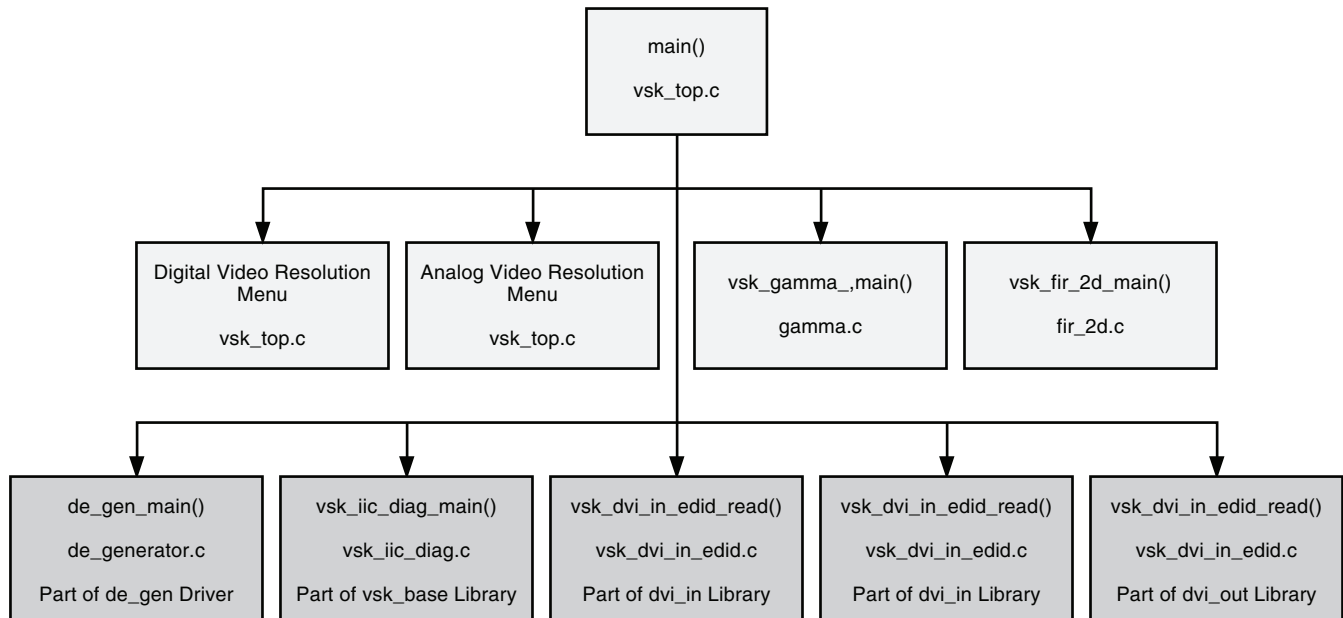 main()
vsk_top.c
Digital Video Resolution
Menu
vsk_top.c
Analog Video Resolution
Menu
vsk_top.c
vsk_gamma_,main()
gamma.c
vsk_fir_2d_main()
fir_2d.c
de_gen_main()
de_generator.c
Part of de_gen Driver
vsk_iic_diag_main()
vsk_iic_diag.c
Part of vsk_base Library
vsk_dvi_in_edid_read()
vsk_dvi_in_edid.c
Part of dvi_in Library
vsk_dvi_in_edid_read()
vsk_dvi_in_edid.c
Part of dvi_in Library
vsk_dvi_in_edid_read()
vsk_dvi_in_edid.c
Part of dvi_out Library